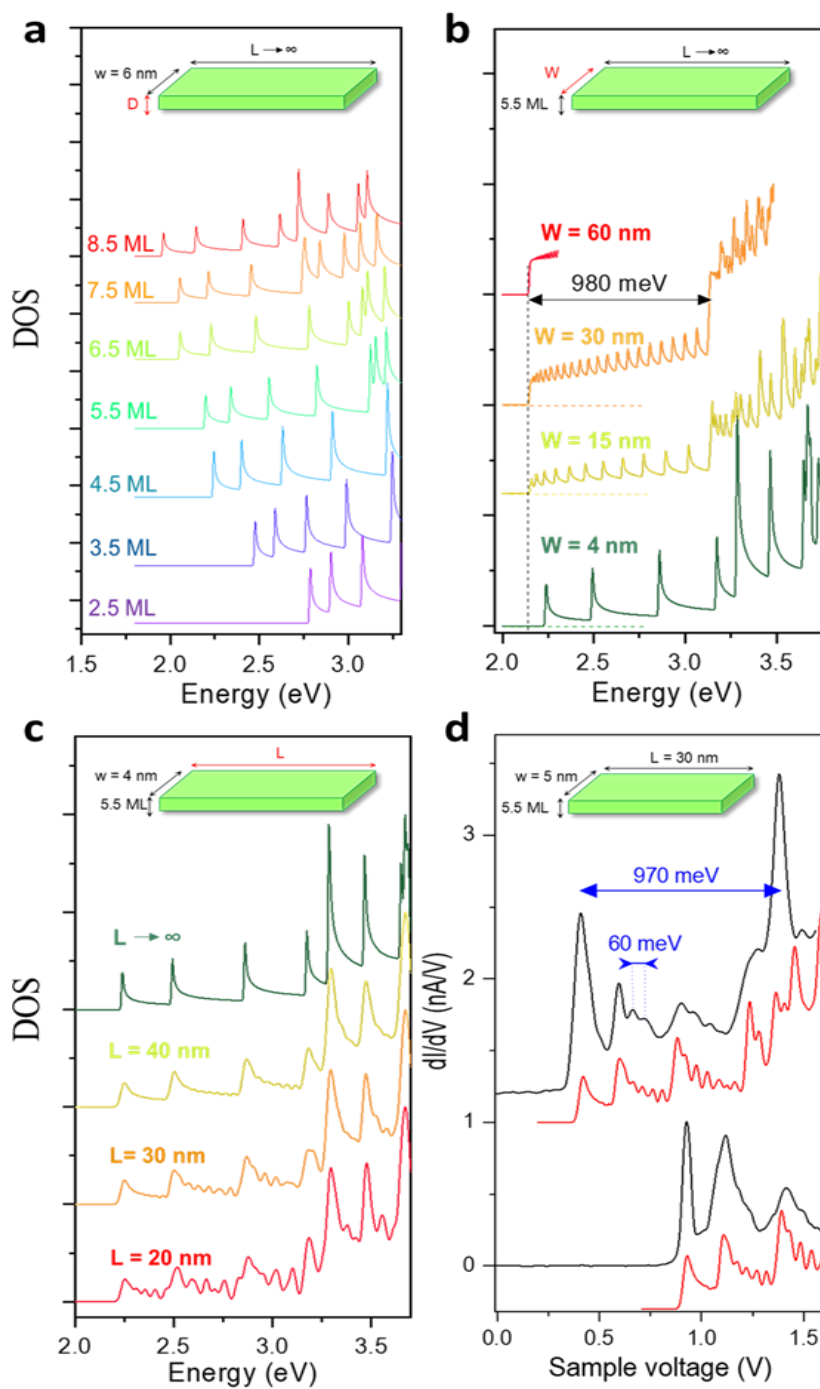 a
L → ∞
w = 6 nm
D
8.5 ML
7.5 ML
6.5 ML
5.5 ML
4.5 ML
3.5 ML
2.5 ML
DOS
1.5 2.0 2.5 3.0
Energy (eV)
b
L → ∞
W
5.5 ML
W = 60 nm
980 meV
W = 30 nm
W = 15 nm
W = 4 nm
2.0 2.5 3.0 3.5
Energy (eV)
c
L
w = 4 nm
5.5 ML
L → ∞
L = 40 nm
L= 30 nm
L = 20 nm
DOS
2.0 2.5 3.0 3.5
Energy (eV)
d
L = 30 nm
w = 5 nm
5.5 ML
970 meV
60 meV
3
2
1
0
dI/dV (nA/V)
0.0 0.5 1.0 1.5
Sample voltage (V)